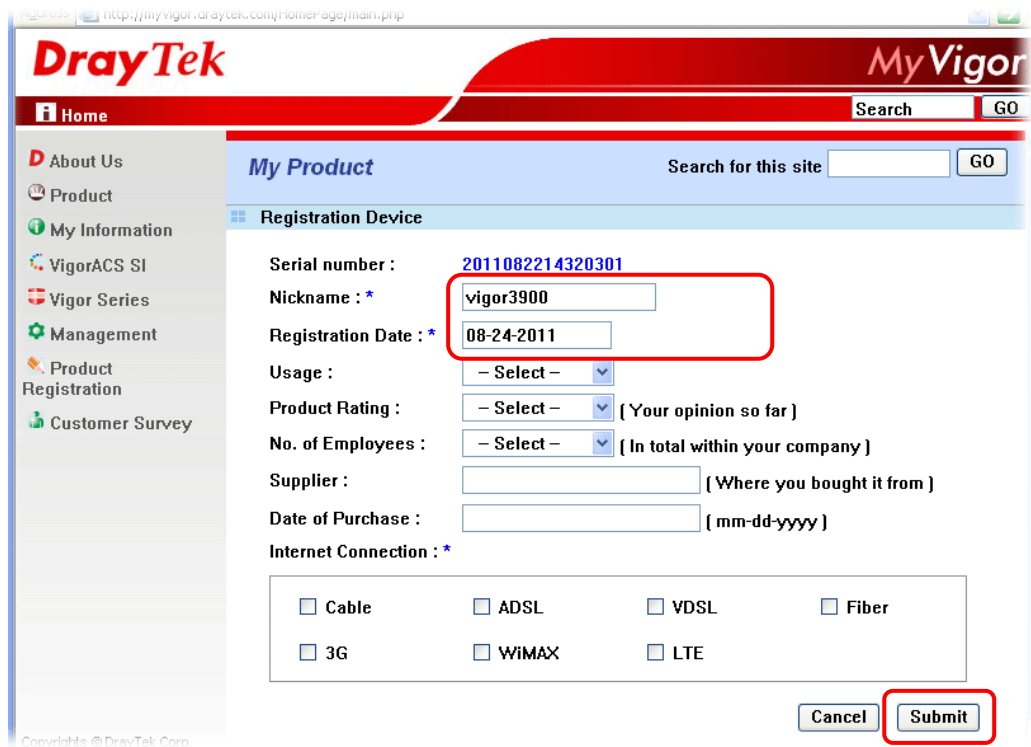 Address http://myvigor.draytek.com/HomePage/main.php
DrayTek
MyVigor
Home
Search GO
About Us
Product
My Information
VigorACS SI
Vigor Series
Management
Product
Registration
Customer Survey
Copyrights © DrayTek Corp.
My Product
Search for this site GO
Registration Device
Serial number : 2011082214320301
Nickname : * vigor3900
Registration Date : * 08-24-2011
Usage : – Select –
Product Rating : – Select – ( Your opinion so far )
No. of Employees : – Select – ( In total within your company )
Supplier : ( Where you bought it from )
Date of Purchase : ( mm-dd-yyyy )
Internet Connection : *
Cable ADSL VDSL Fiber
3G WiMAX LTE
Cancel Submit